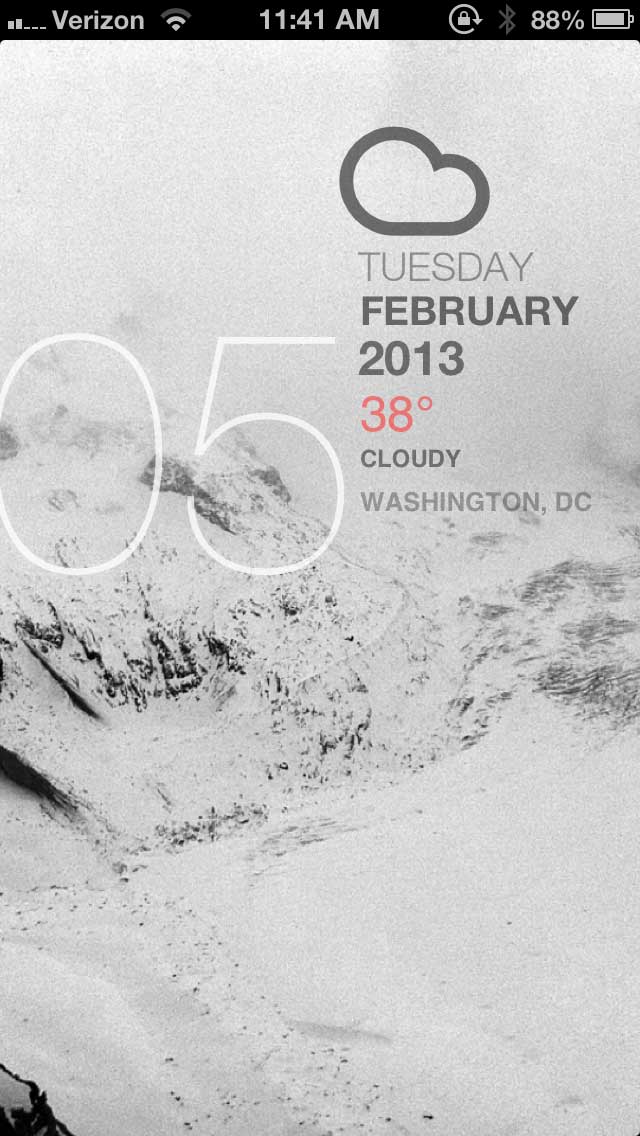 Verizon 11:41 AM 88%
TUESDAY
FEBRUARY
2013
05
38°
CLOUDY
WASHINGTON, DC